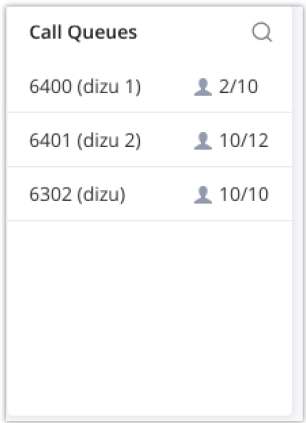 Call Queues
6400 (dizu 1) 2/10
6401 (dizu 2) 10/12
6302 (dizu) 10/10